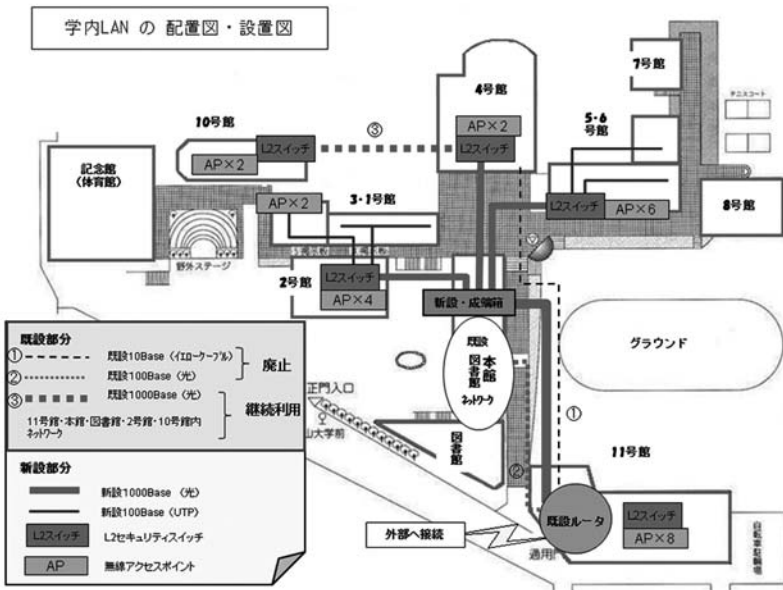 学内LAN の 配置図・設置図
7号館
4号館
テニスコート
10号館
③
AP×2
L2スイッチ
5・6
号館
L2スイッチ
AP×2
記念館
(体育館)
3・1号館
AP×2
L2スイッチ
AP×6
8号館
野外ステージ
2号館
L2スイッチ
AP×4
新設・成端箱
既設
図書館
本館
ネットワーク
グラウンド
既設部分
① 既設10Base (イエローケーブル)
② 既設100Base (光)
廃止
③ 既設1000Base (光)
11号館・本館・図書館・2号館・10号館内
ネットワーク
継続利用
正門入口
山大学前
図書館
①
②
11号館
新設部分
新設1000Base (光)
新設100Base (UTP)
L2スイッチ L2セキュリティスイッチ
AP 無線アクセスポイント
外部へ接続
既設ルータ
L2スイッチ
AP×8
通用門
自転車駐輪場